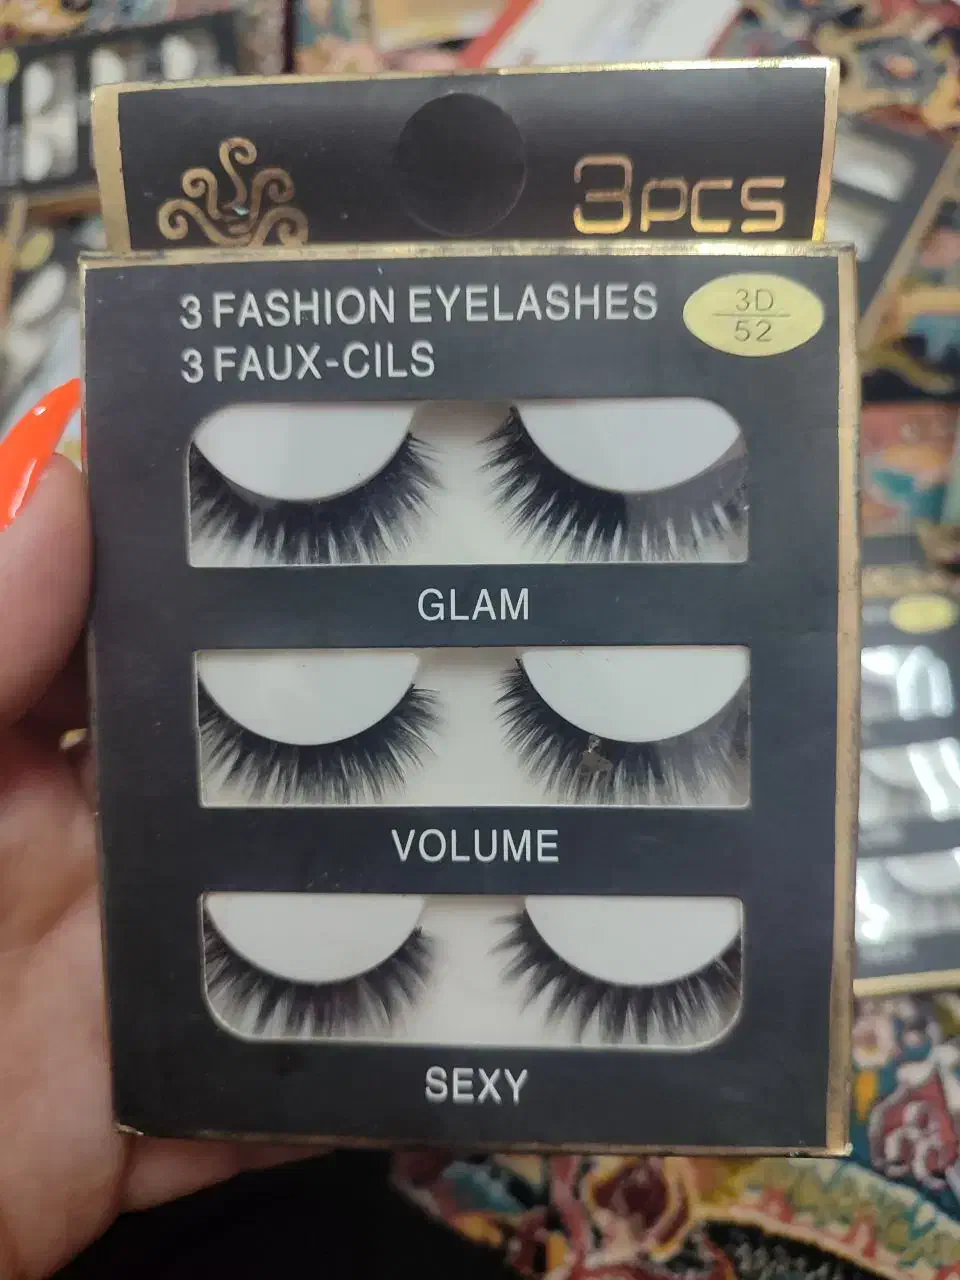 3PCS
3 FASHION EYELASHES
3 FAUX-CILS
3D
52
GLAM
VOLUME
SEXY